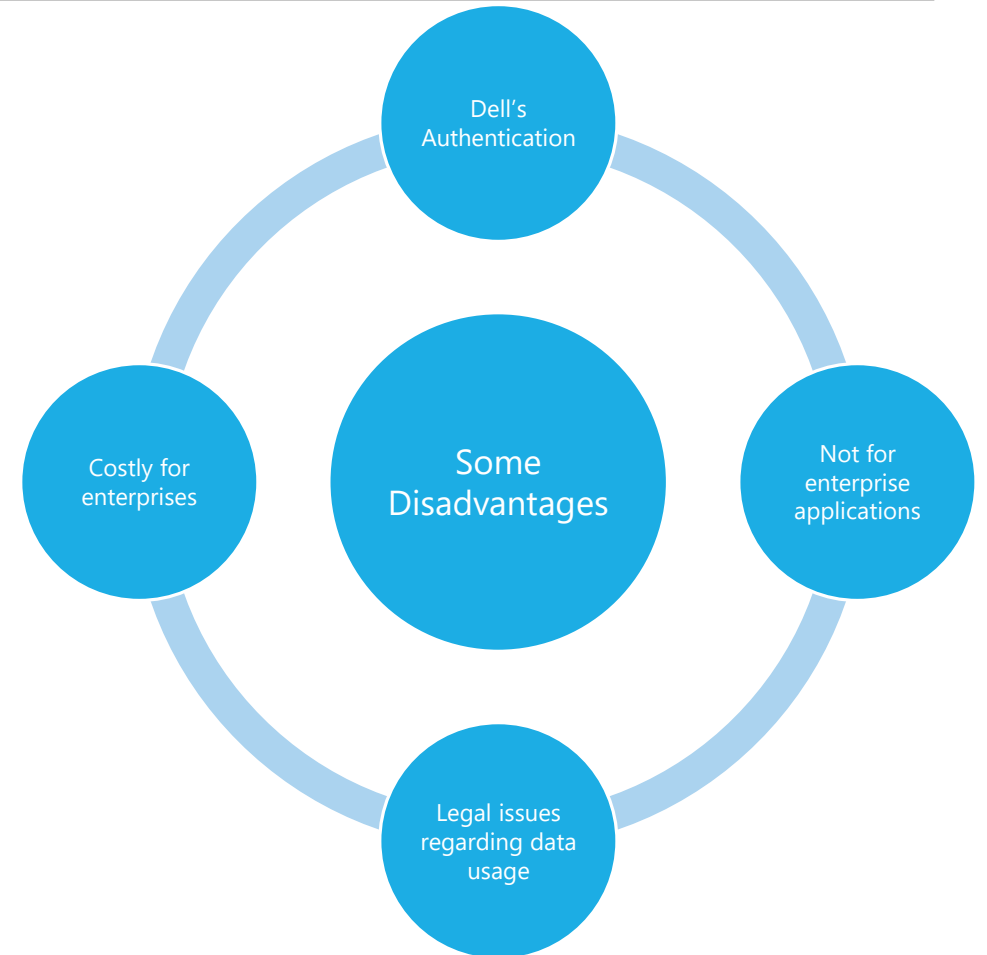 Dell’s
Authentication
Not for
enterprise
applications
Legal issues
regarding data
usage
Costly for
enterprises
Some
Disadvantages